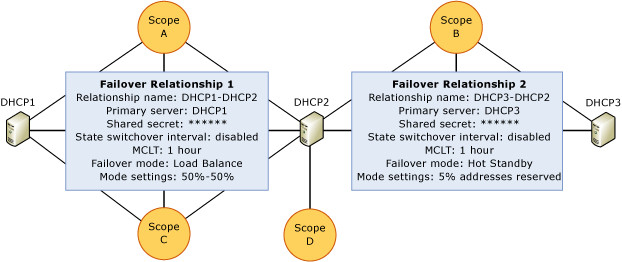 Scope
A
Scope
B
DHCP1
Failover Relationship 1
Relationship name: DHCP1-DHCP2
Primary server: DHCP1
Shared secret: ******
State switchover interval: disabled
MCLT: 1 hour
Failover mode: Load Balance
Mode settings: 50%-50%
DHCP2
Failover Relationship 2
Relationship name: DHCP3-DHCP2
Primary server: DHCP3
Shared secret: ******
State switchover interval: disabled
MCLT: 1 hour
Failover mode: Hot Standby
Mode settings: 5% addresses reserved
DHCP3
Scope
C
Scope
D